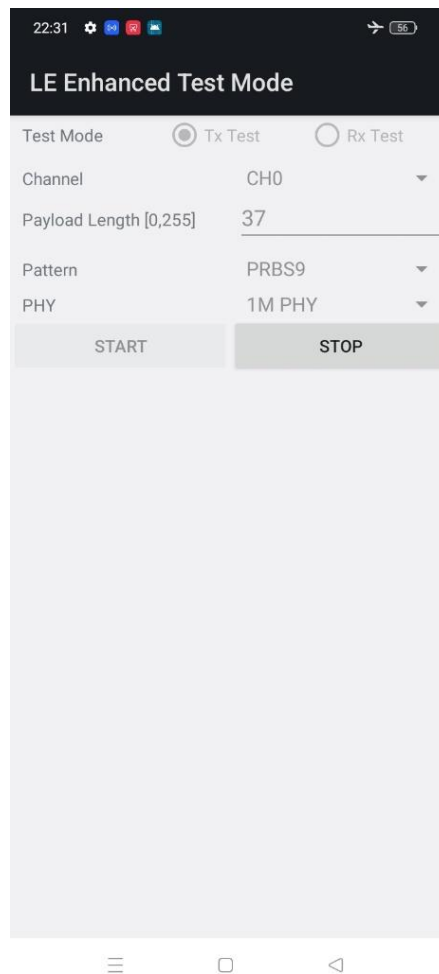 22:31 56
LE Enhanced Test Mode
Test Mode Tx Test Rx Test
Channel CH0
Payload Length [0,255] 37
Pattern PRBS9
PHY 1M PHY
START STOP